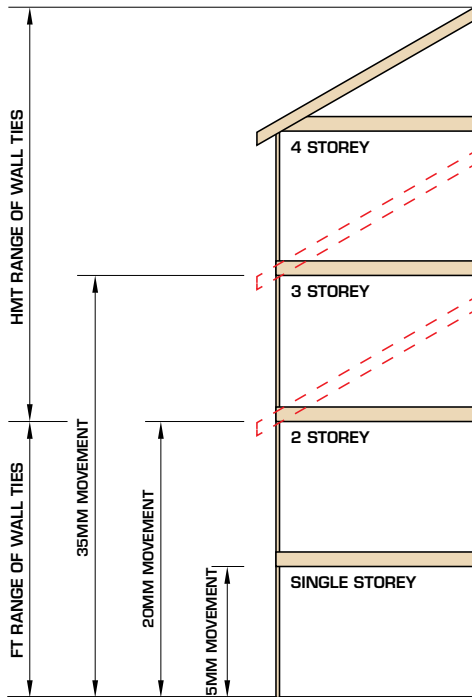 HMT RANGE OF WALL TIES
4 STOREY
3 STOREY
35MM MOVEMENT
2 STOREY
FT RANGE OF WALL TIES
20MM MOVEMENT
5MM MOVEMENT
SINGLE STOREY